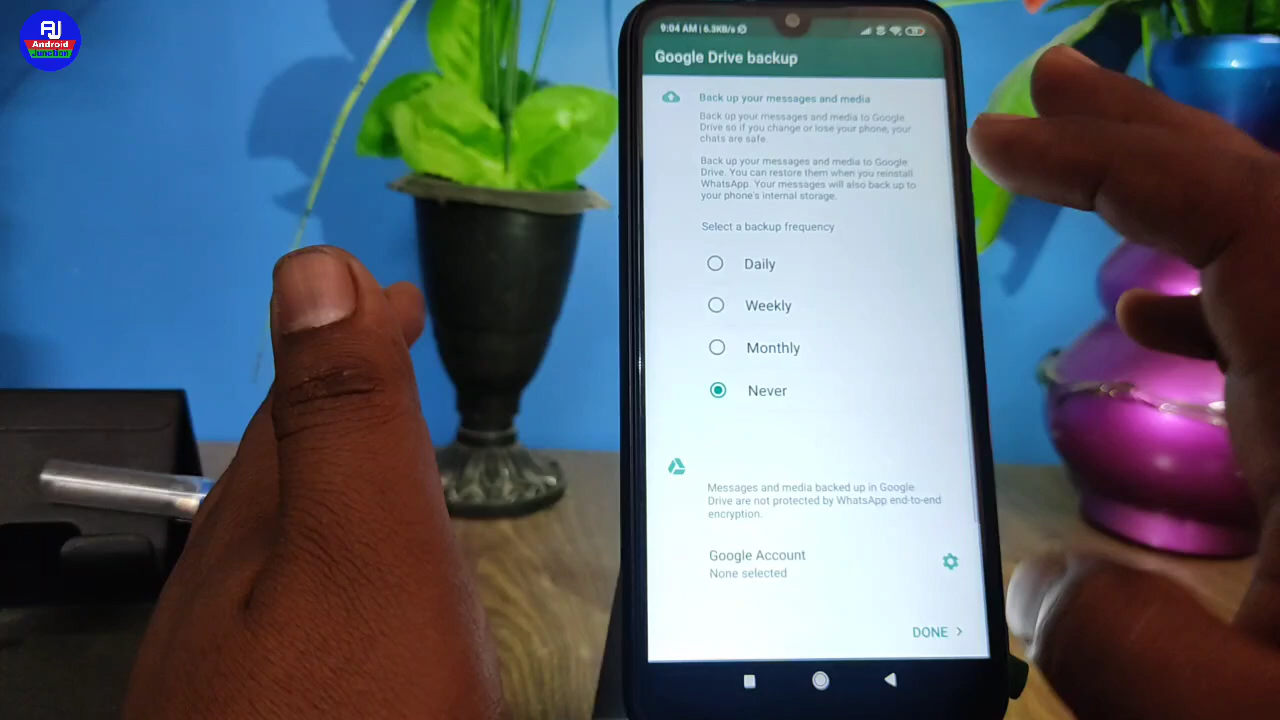 AJ
Android
Junction
9:04 AM | 6.3KB/s
Google Drive backup
Back up your messages and media
Back up your messages and media to Google
Drive so if you change or lose your phone, your
chats are safe.
Back up your messages and media to Google
Drive. You can restore them when you reinstall
WhatsApp. Your messages will also back up to
your phone's internal storage.
Select a backup frequency
Daily
Weekly
Monthly
Never
Messages and media backed up in Google
Drive are not protected by WhatsApp end-to-end
encryption.
Google Account
None selected
DONE